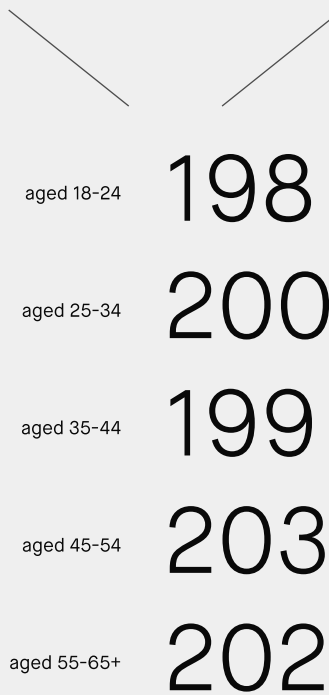 aged 18-24 198
aged 25-34 200
aged 35-44 199
aged 45-54 203
aged 55-65+ 202